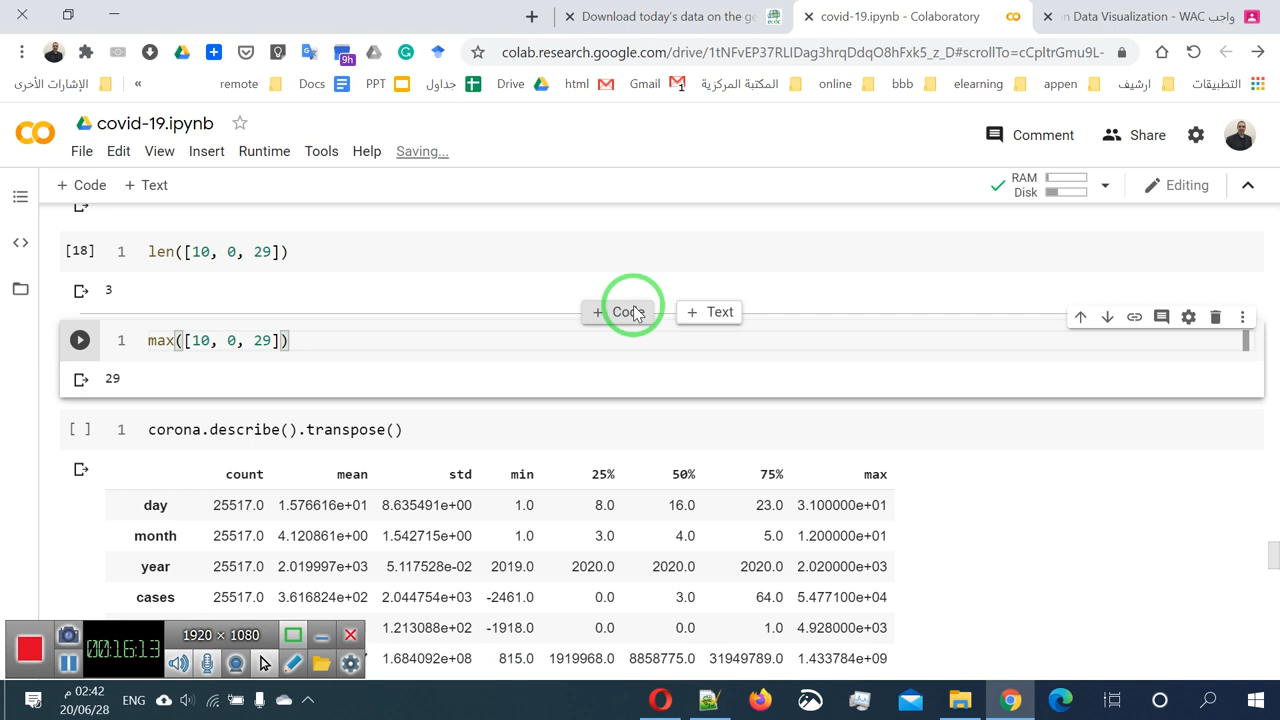 Download today's data on the ge
covid-19.ipynb - Colaboratory
n Data Visualization - WAC واجب
9h
colab.research.google.com/drive/1tNFvEP37RLIDag3hrqDdqO8hFxk5_z_D#scrollTo=cCptrGmu9L-
الإشارات الأخرى
«
remote
Docs
PPT
جداول
Drive
html
Gmail
المكتبة المركزية
online
bbb
elearning
appen
ارشيف
التطبيقات
covid-19.ipynb
Comment
Share
File Edit View Insert Runtime Tools Help Saving...
+ Code + Text
RAM
Disk
Editing
[18] 1 len([10, 0, 29])
3
+ Code + Text
1 max([10, 0, 29])
29
[ ] 1 corona.describe().transpose()
count mean std min 25% 50% 75% max
day 25517.0 1.576616e+01 8.635491e+00 1.0 8.0 16.0 23.0 3.100000e+01
month 25517.0 4.120861e+00 1.542715e+00 1.0 3.0 4.0 5.0 1.200000e+01
year 25517.0 2.019997e+03 5.117528e-02 2019.0 2020.0 2020.0 2020.0 2.020000e+03
cases 25517.0 3.616824e+02 2.044754e+03 -2461.0 0.0 3.0 64.0 5.477100e+04
1.213088e+02 -1918.0 0.0 0.0 1.0 4.928000e+03
1.684092e+08 815.0 1919968.0 8858775.0 31949789.0 1.433784e+09
1920 × 1080
00:16:13
02:42 م
20/06/28
ENG